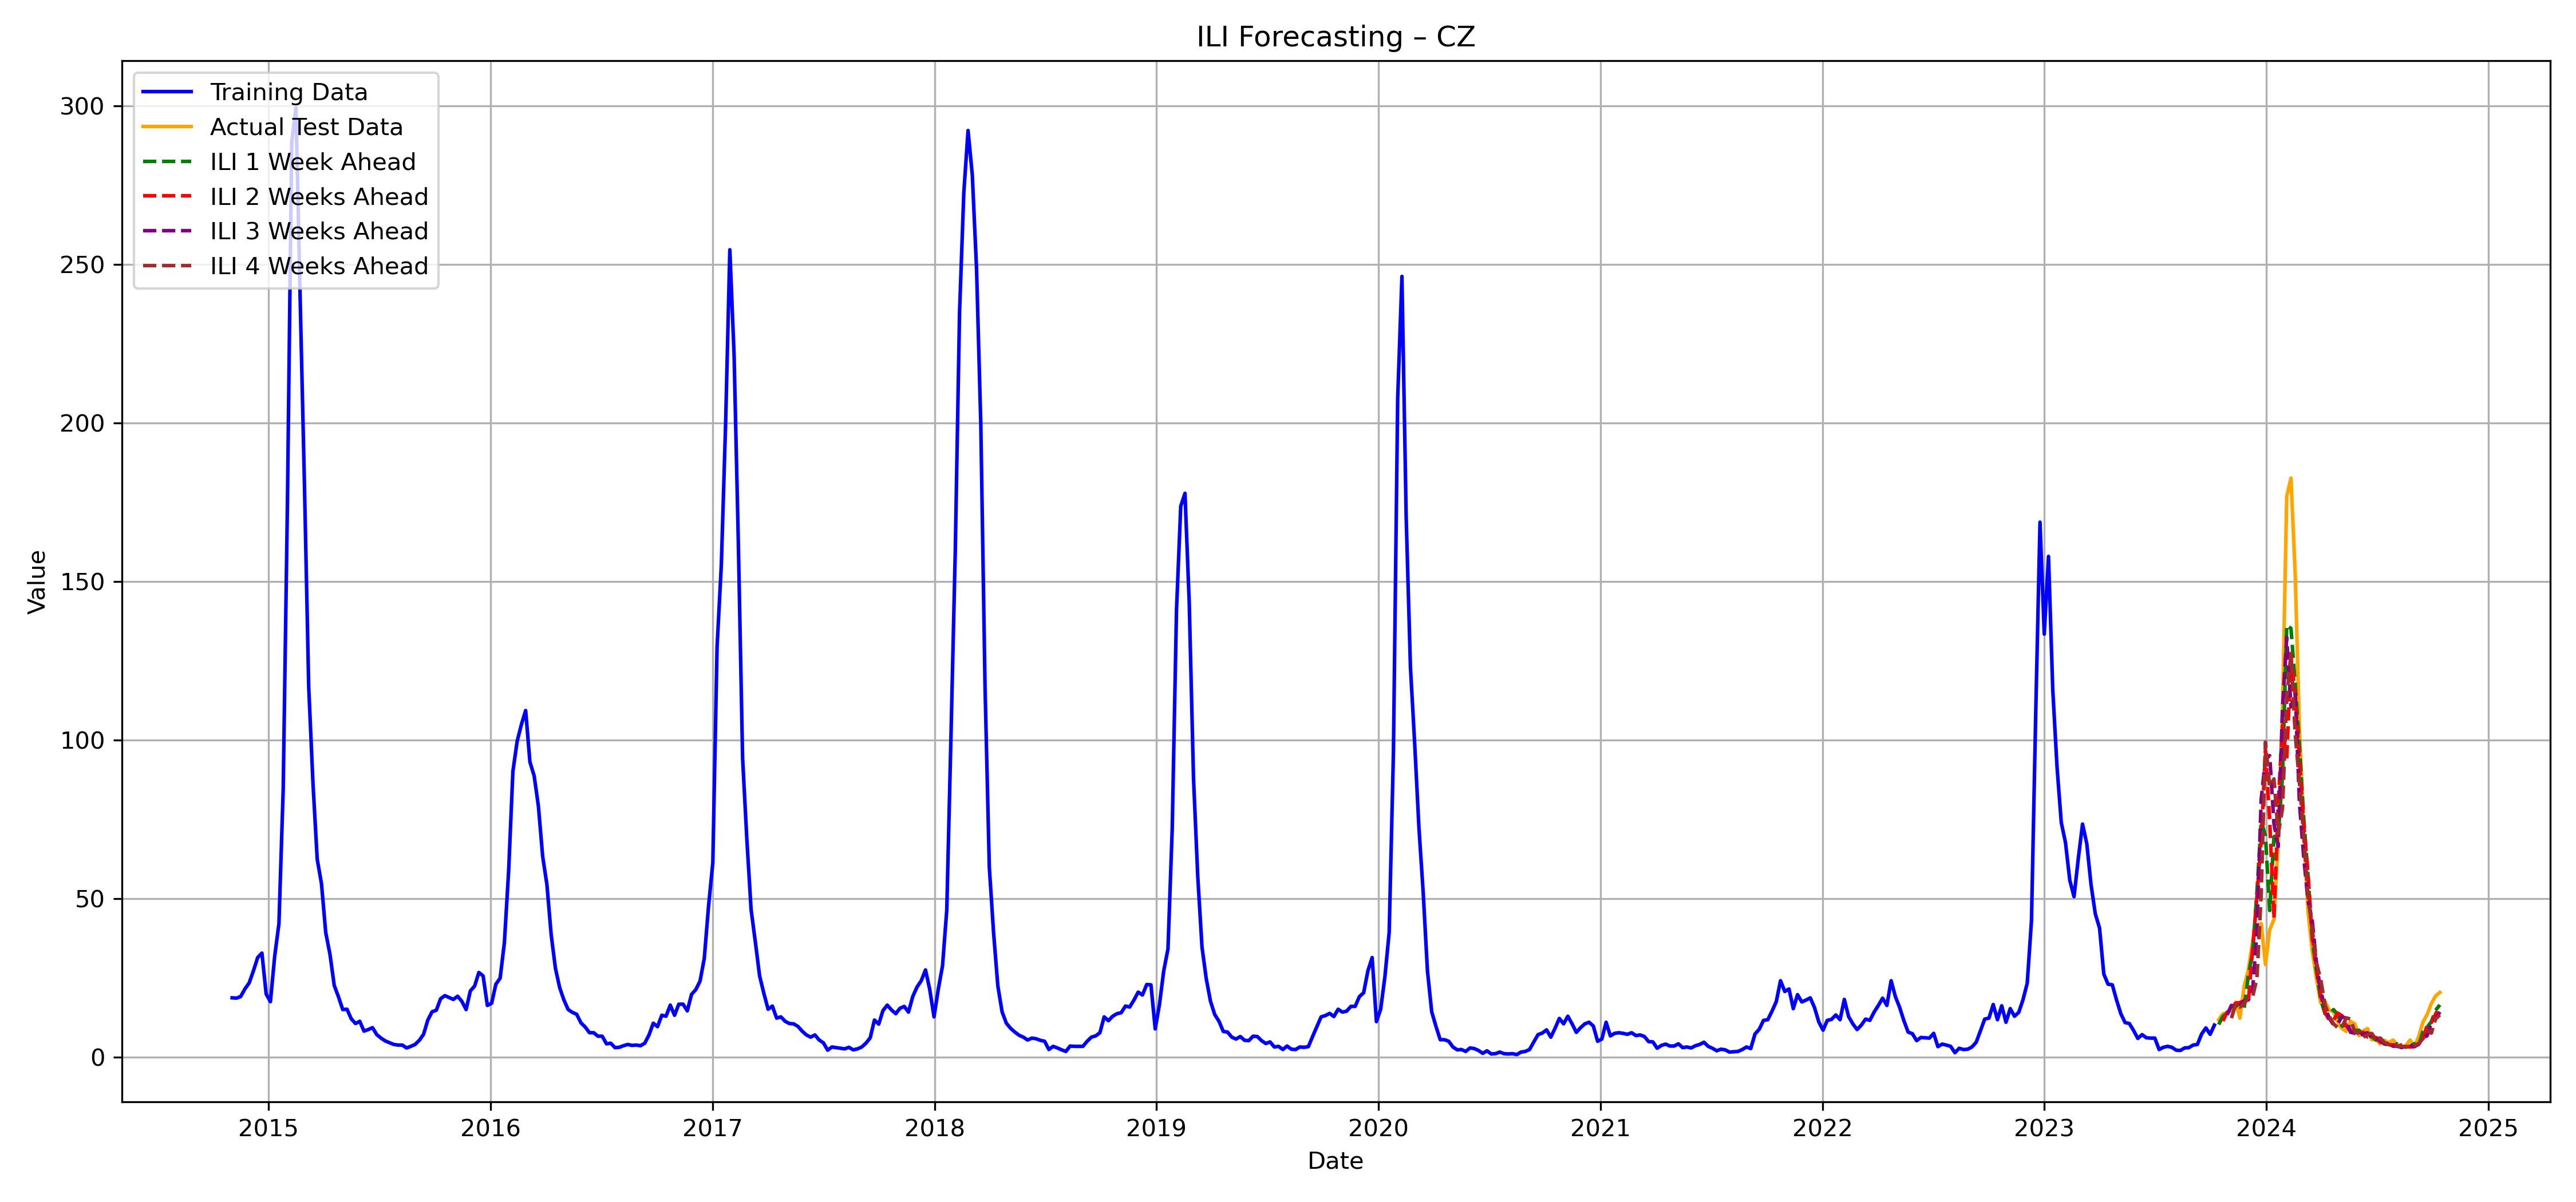 ILI Forecasting – CZ
Training Data
Actual Test Data
ILI 1 Week Ahead
ILI 2 Weeks Ahead
ILI 3 Weeks Ahead
ILI 4 Weeks Ahead
300
250
200
150
100
50
0
Value
2015 2016 2017 2018 2019 2020 2021 2022 2023 2024 2025
Date